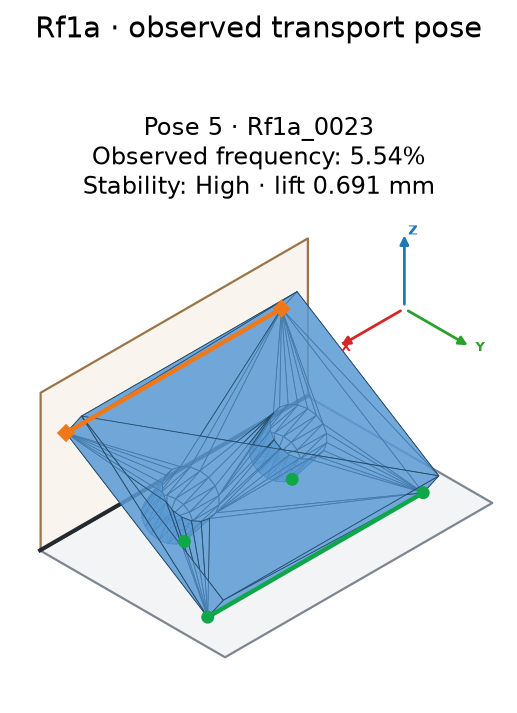 Rf1a · observed transport pose
Pose 5 · Rf1a_0023
Observed frequency: 5.54%
Stability: High · lift 0.691 mm
Z
X
Y